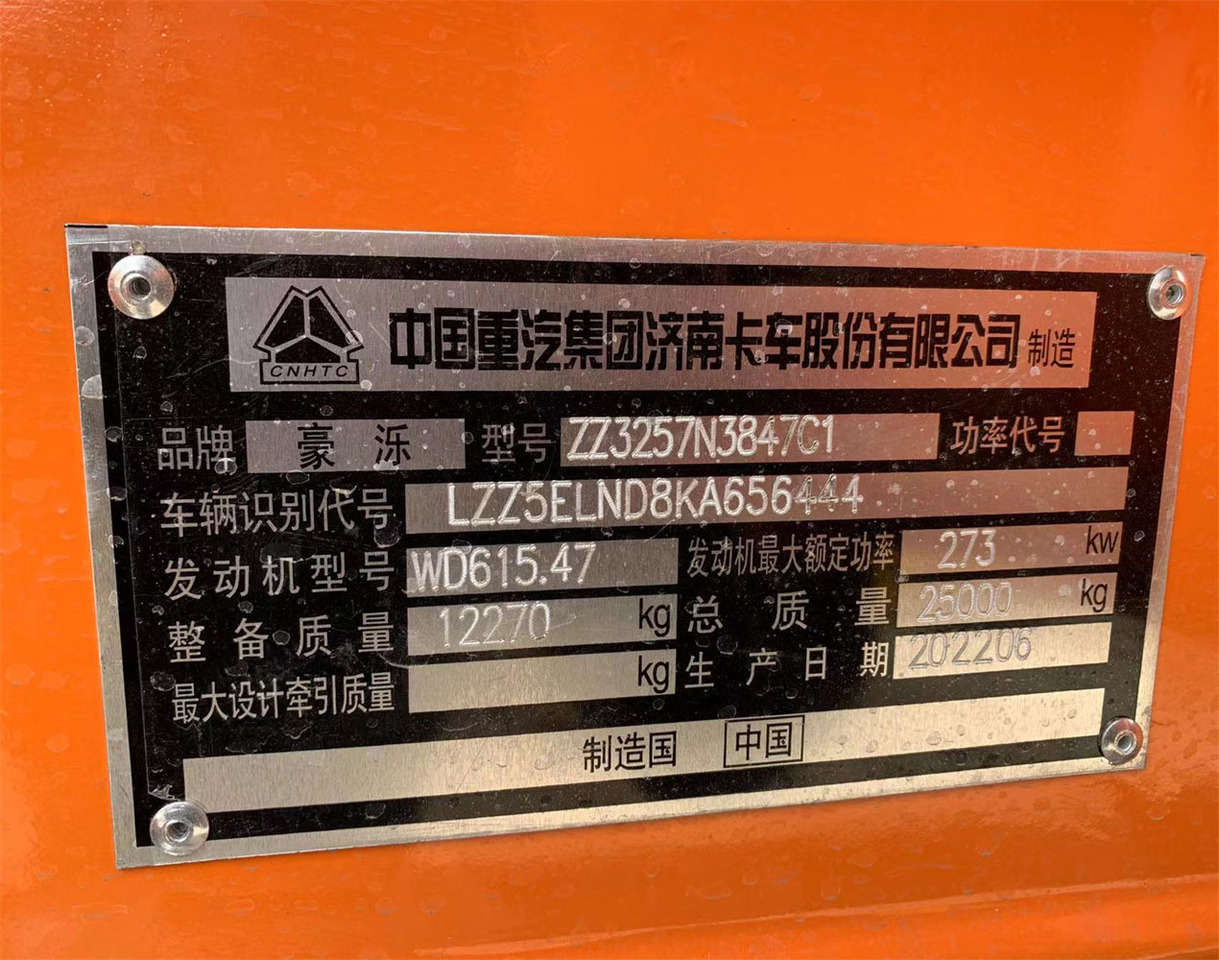 CNHTC 中国重汽集团济南卡车股份有限公司 制造
品牌 豪泺 型号 ZZ3257N3847C1 功率代号
车辆识别代号 LZZ5ELND8KA656444
发动机型号 WD615.47 发动机最大额定功率 273 kw
整备质量 12270 kg 总质量 25000 kg
最大设计牵引质量 kg 生产日期 202206
制造国 中国